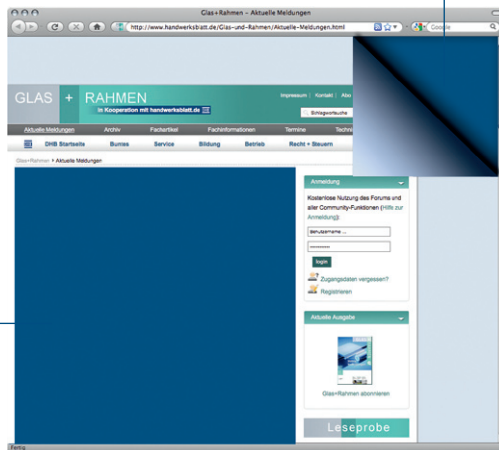 Glas+Rahmen – Aktuelle Meldungen
http://www.handwerksblatt.de/Glas-und-Rahmen/Aktuelle-Meldungen.html
Google
GLAS + RAHMEN
in Kooperation mit handwerksblatt.de
Impressum | Kontakt | Abo
Schlagwortsuche
Aktuelle Meldungen Archiv Fachartikel Fachinformationen Termine Techni
DHB Startseite Buntes Service Bildung Betrieb Recht + Steuern
Glas+Rahmen > Aktuelle Meldungen
Anmeldung
Kostenlose Nutzung des Forums und
aller Community-Funktionen (Hilfe zur
Anmeldung):
Benutzername ...
login
Zugangsdaten vergessen?
Registrieren
Aktuelle Ausgabe
Glas+Rahmen abonnieren
Leseprobe
Fertig